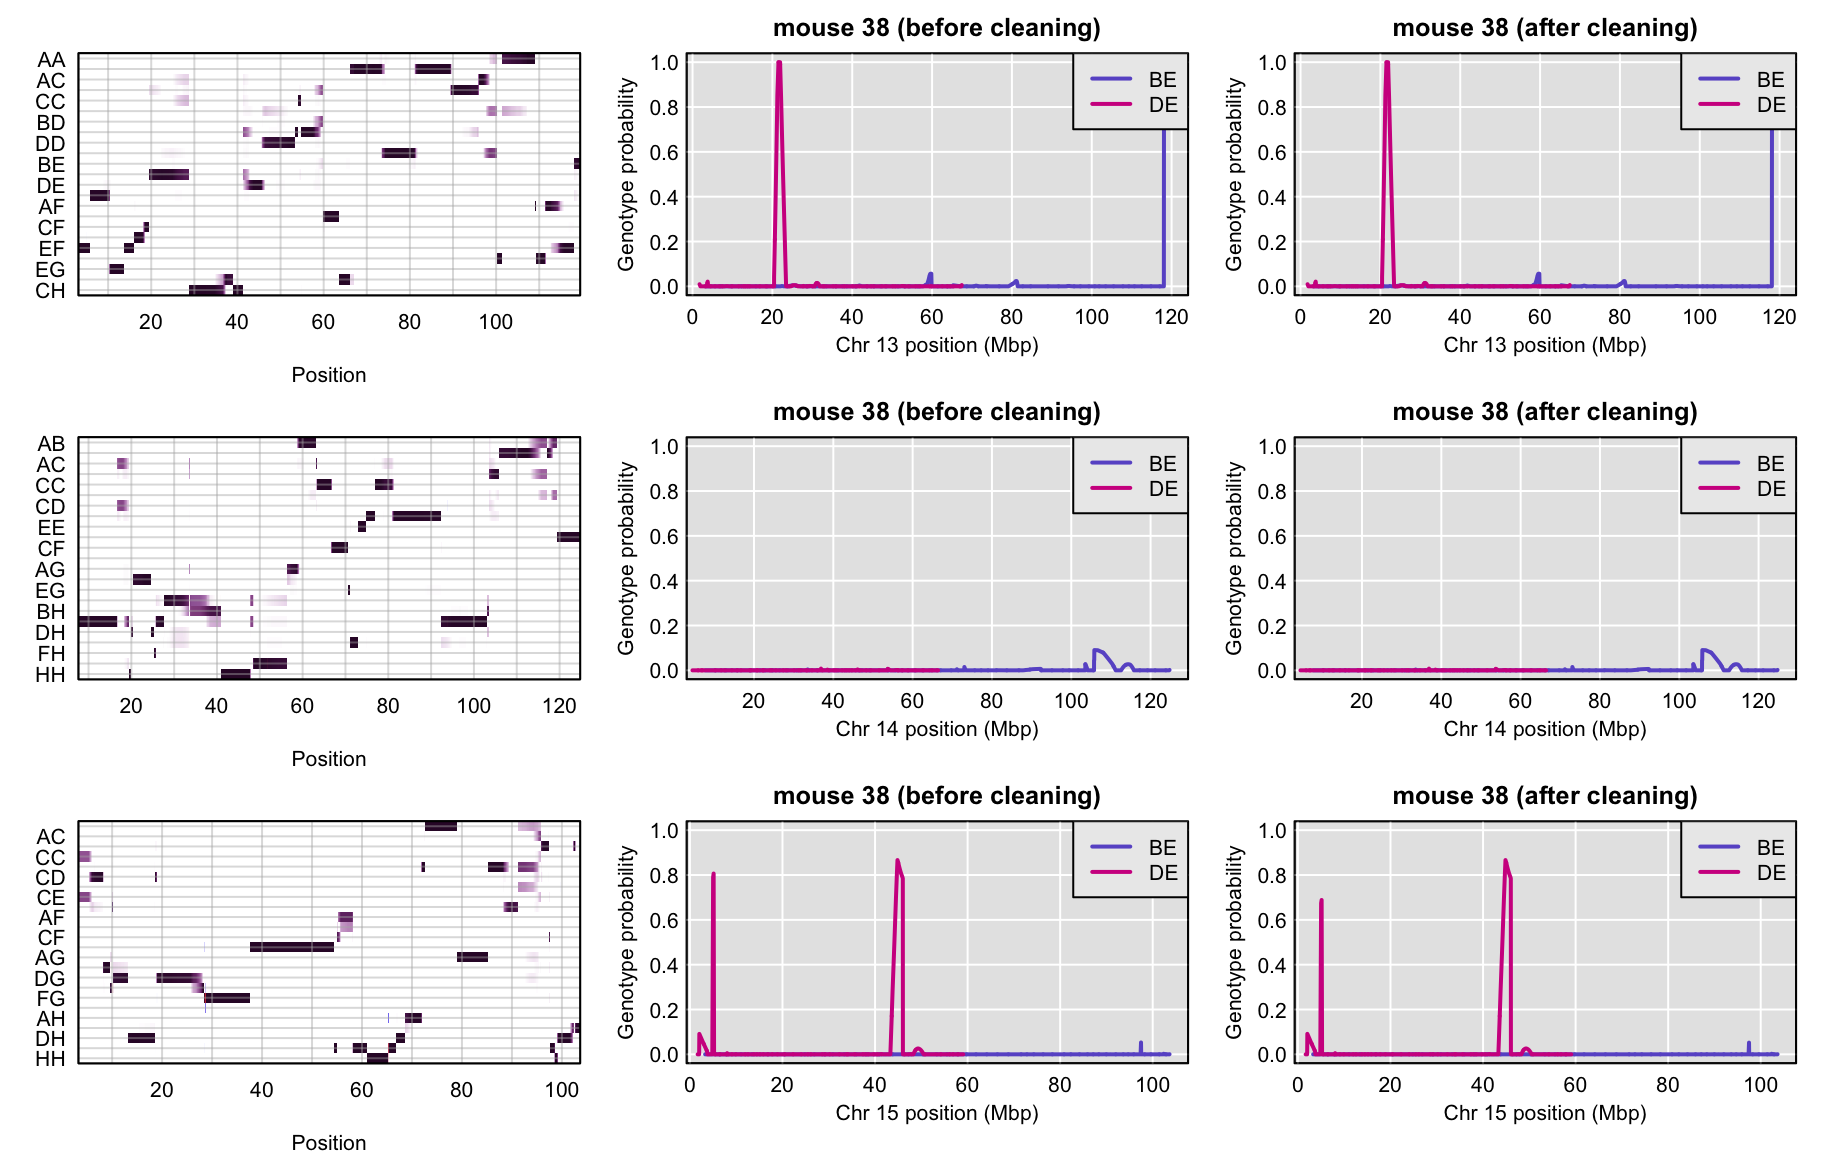 AA
AC
CC
BD
DD
BE
DE
AF
CF
EF
EG
CH
20 40 60 80 100
Position
mouse 38 (before cleaning)
Genotype probability
1.0
0.8
0.6
0.4
0.2
0.0
BE
DE
0 20 40 60 80 100 120
Chr 13 position (Mbp)
mouse 38 (after cleaning)
Genotype probability
1.0
0.8
0.6
0.4
0.2
0.0
BE
DE
0 20 40 60 80 100 120
Chr 13 position (Mbp)
AB
AC
CC
CD
EE
CF
AG
EG
BH
DH
FH
HH
20 40 60 80 100 120
Position
mouse 38 (before cleaning)
Genotype probability
1.0
0.8
0.6
0.4
0.2
0.0
BE
DE
20 40 60 80 100 120
Chr 14 position (Mbp)
mouse 38 (after cleaning)
Genotype probability
1.0
0.8
0.6
0.4
0.2
0.0
BE
DE
20 40 60 80 100 120
Chr 14 position (Mbp)
AC
CC
CD
CE
AF
CF
AG
DG
FG
AH
DH
HH
20 40 60 80 100
Position
mouse 38 (before cleaning)
Genotype probability
1.0
0.8
0.6
0.4
0.2
0.0
BE
DE
0 20 40 60 80 100
Chr 15 position (Mbp)
mouse 38 (after cleaning)
Genotype probability
1.0
0.8
0.6
0.4
0.2
0.0
BE
DE
0 20 40 60 80 100
Chr 15 position (Mbp)